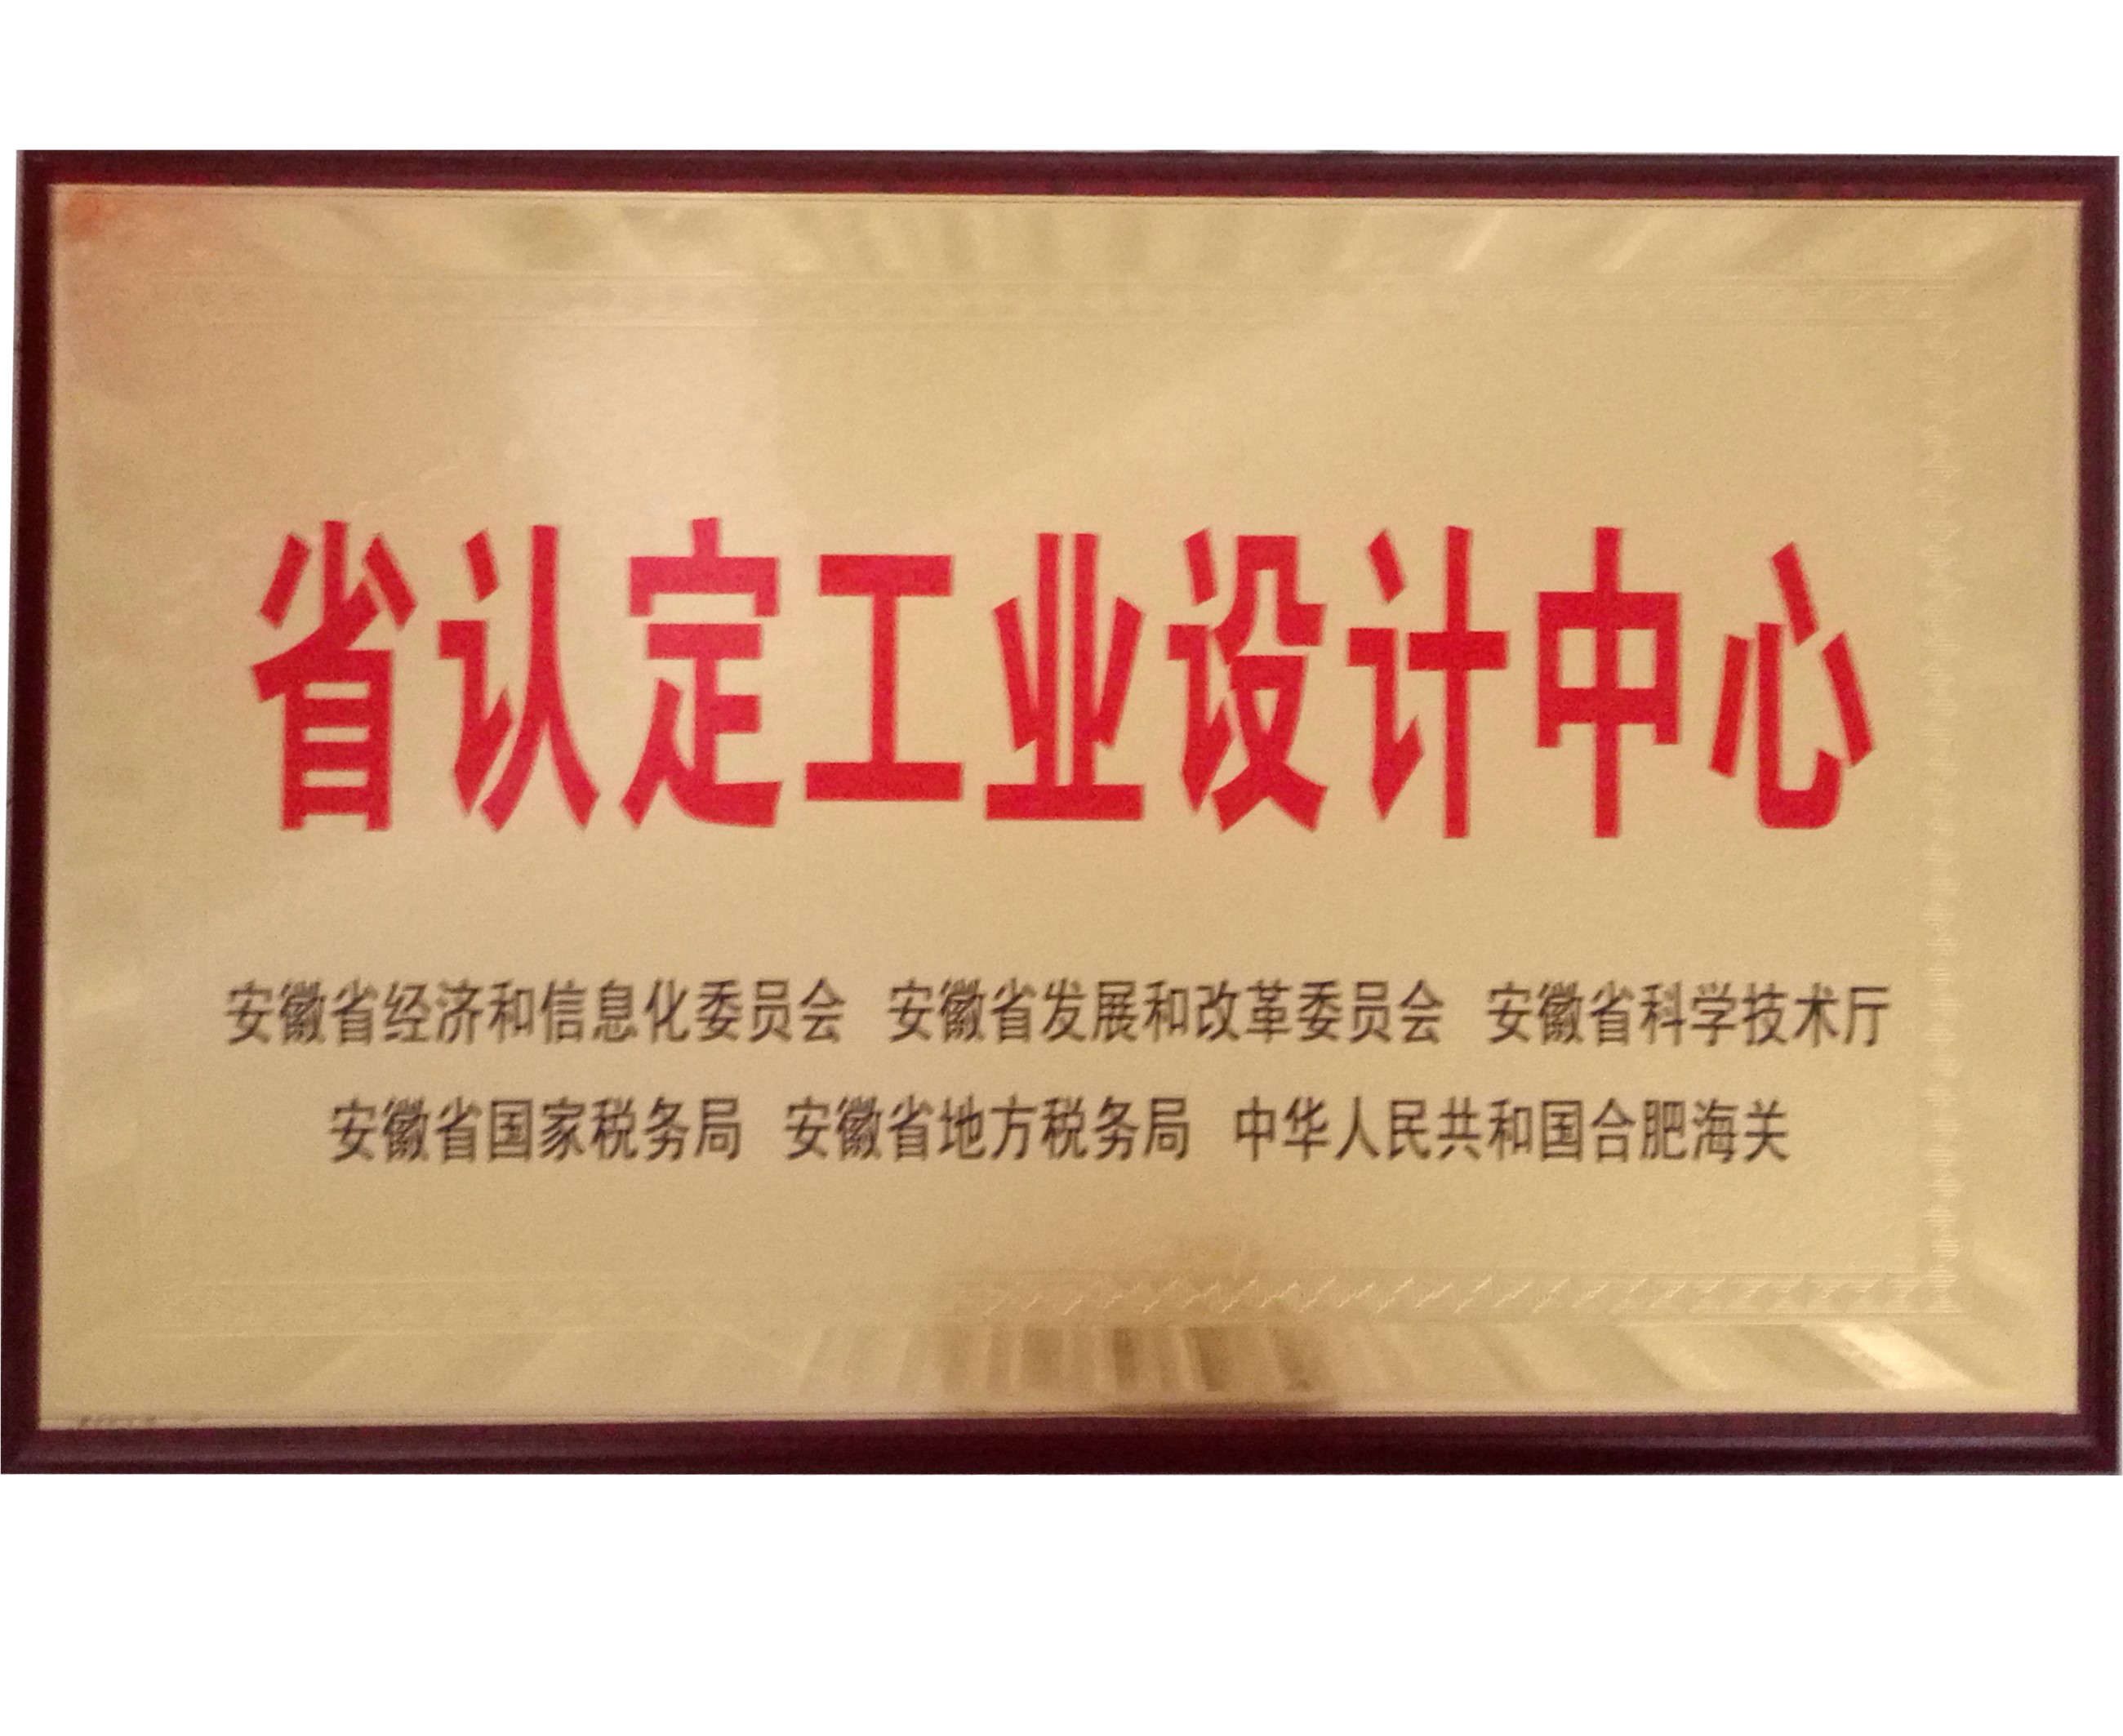 省认定工业设计中心
安徽省经济和信息化委员会 安徽省发展和改革委员会 安徽省科学技术厅
安徽省国家税务局 安徽省地方税务局 中华人民共和国合肥海关